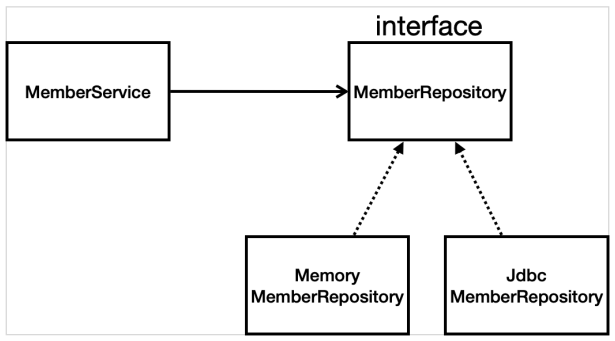 interface
MemberService
MemberRepository
Memory
MemberRepository
Jdbc
MemberRepository